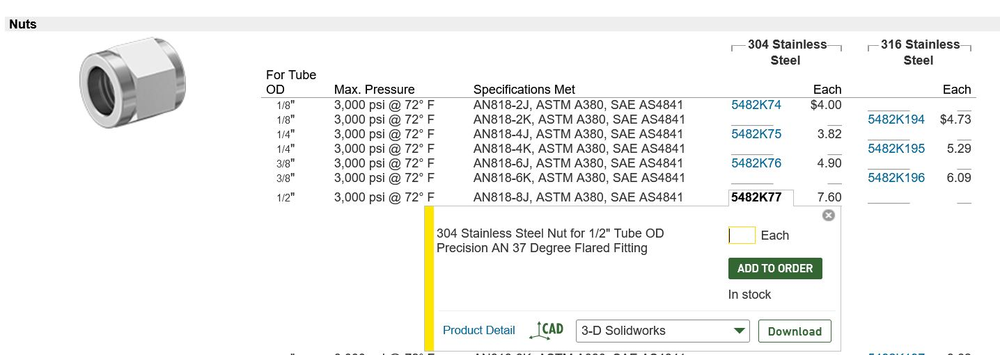 Nuts
304 Stainless Steel
316 Stainless Steel
For Tube OD Max. Pressure Specifications Met Each Each
1/8" 3,000 psi @ 72° F AN818-2J, ASTM A380, SAE AS4841 5482K74 $4.00
1/8" 3,000 psi @ 72° F AN818-2K, ASTM A380, SAE AS4841 5482K194 $4.73
1/4" 3,000 psi @ 72° F AN818-4J, ASTM A380, SAE AS4841 5482K75 3.82
1/4" 3,000 psi @ 72° F AN818-4K, ASTM A380, SAE AS4841 5482K195 5.29
3/8" 3,000 psi @ 72° F AN818-6J, ASTM A380, SAE AS4841 5482K76 4.90
3/8" 3,000 psi @ 72° F AN818-6K, ASTM A380, SAE AS4841 5482K196 6.09
1/2" 3,000 psi @ 72° F AN818-8J, ASTM A380, SAE AS4841 5482K77 7.60
304 Stainless Steel Nut for 1/2" Tube OD
Precision AN 37 Degree Flared Fitting
Each
ADD TO ORDER
In stock
Product Detail CAD 3-D Solidworks Download